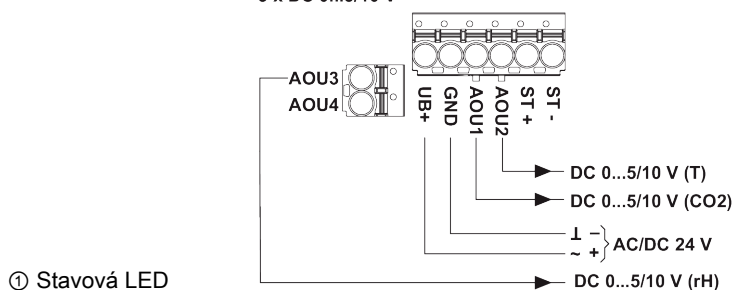 AOU3
AOU4
UB+
GND
AOU1
AOU2
ST +
ST -
DC 0...5/10 V (T)
DC 0...5/10 V (CO2)
⊥ –
~ +
AC/DC 24 V
① Stavová LED
DC 0...5/10 V (rH)